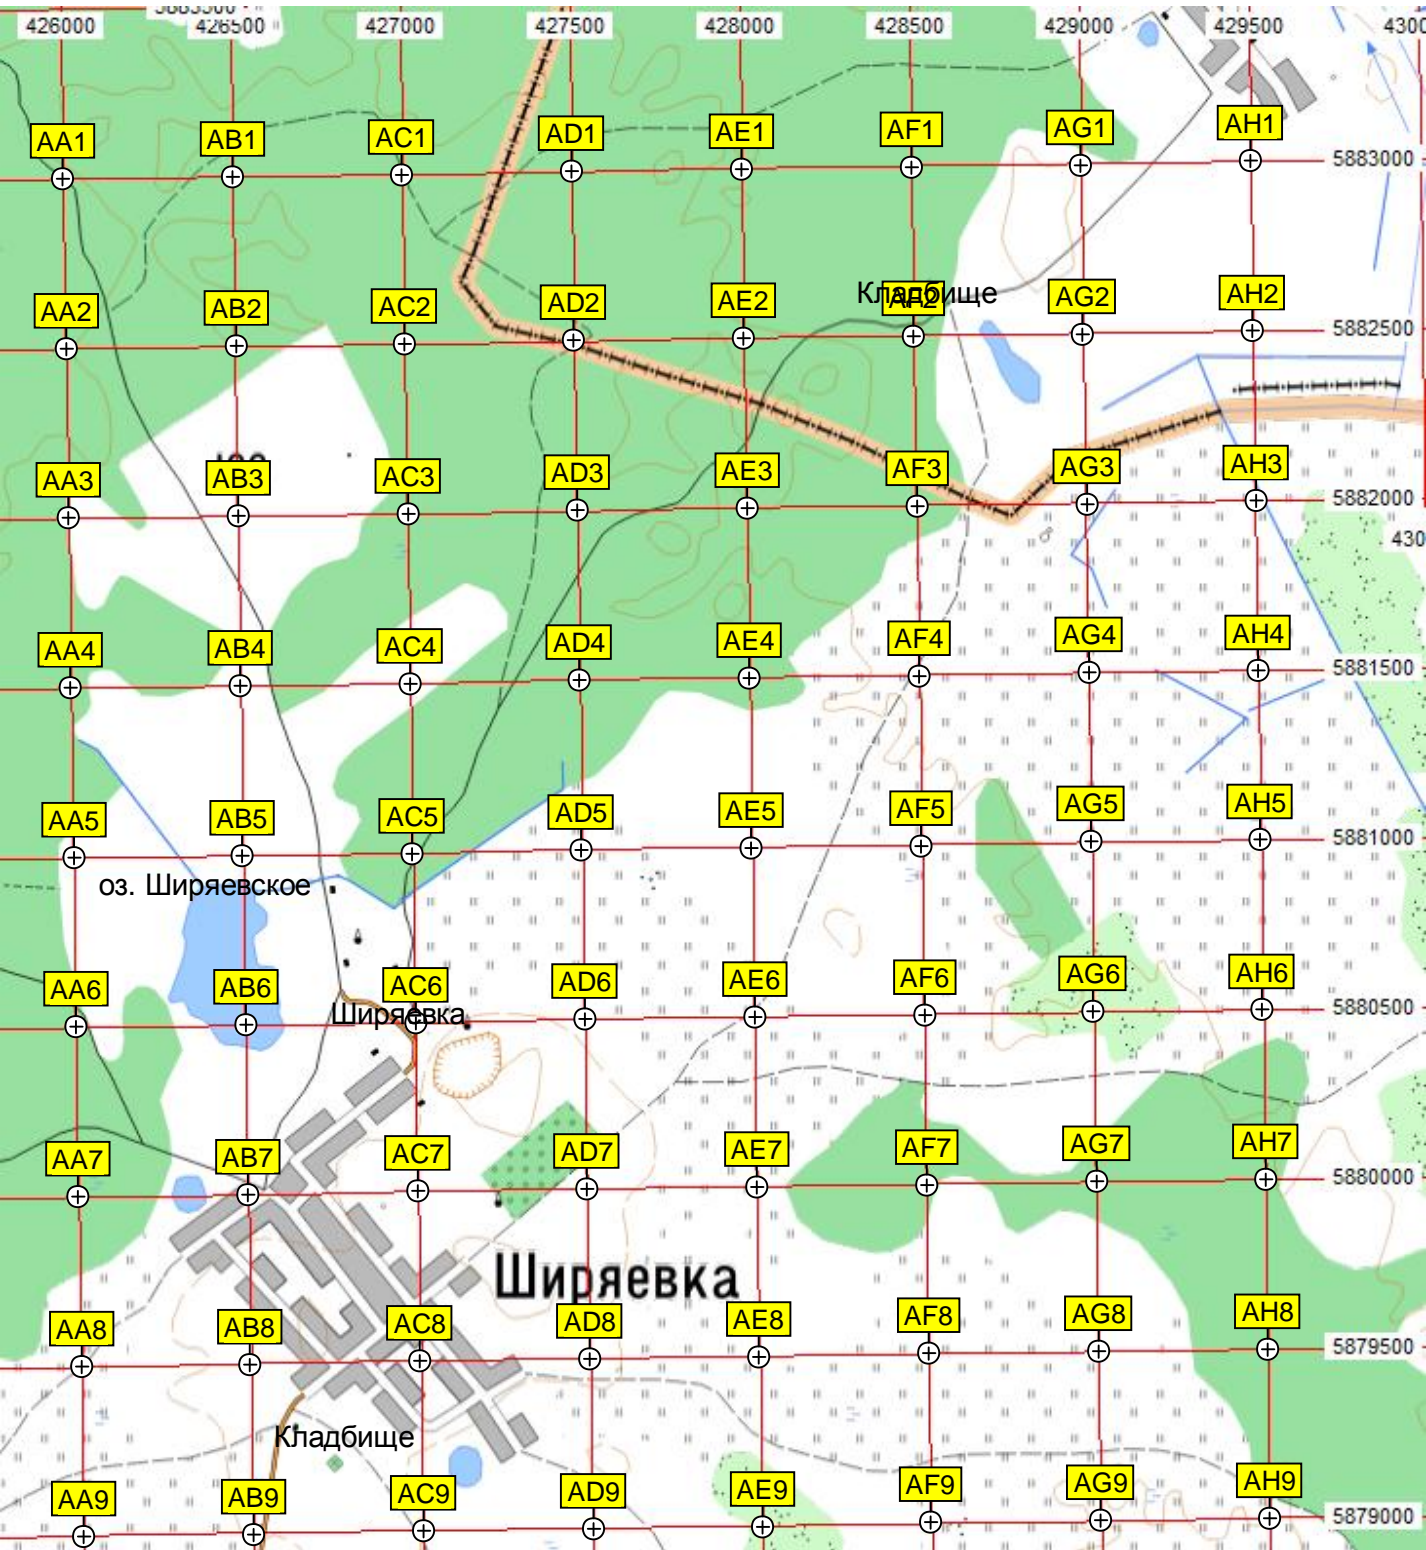 426000 426500 427000 427500 428000 428500 429000 429500
AA1 AB1 AC1 AD1 AE1 AF1 AG1 AH1
5883000
Кладбище
AA2 AB2 AC2 AD2 AE2 AF2 AG2 AH2
5882500
AA3 AB3 AC3 AD3 AE3 AF3 AG3 AH3
5882000
430
AA4 AB4 AC4 AD4 AE4 AF4 AG4 AH4
5881500
AA5 AB5 AC5 AD5 AE5 AF5 AG5 AH5
5881000
оз. Ширяевское
AA6 AB6 AC6 AD6 AE6 AF6 AG6 AH6
5880500
Ширяевка
AA7 AB7 AC7 AD7 AE7 AF7 AG7 AH7
5880000
Ширяевка
AA8 AB8 AC8 AD8 AE8 AF8 AG8 AH8
5879500
Кладбище
AA9 AB9 AC9 AD9 AE9 AF9 AG9 AH9
5879000